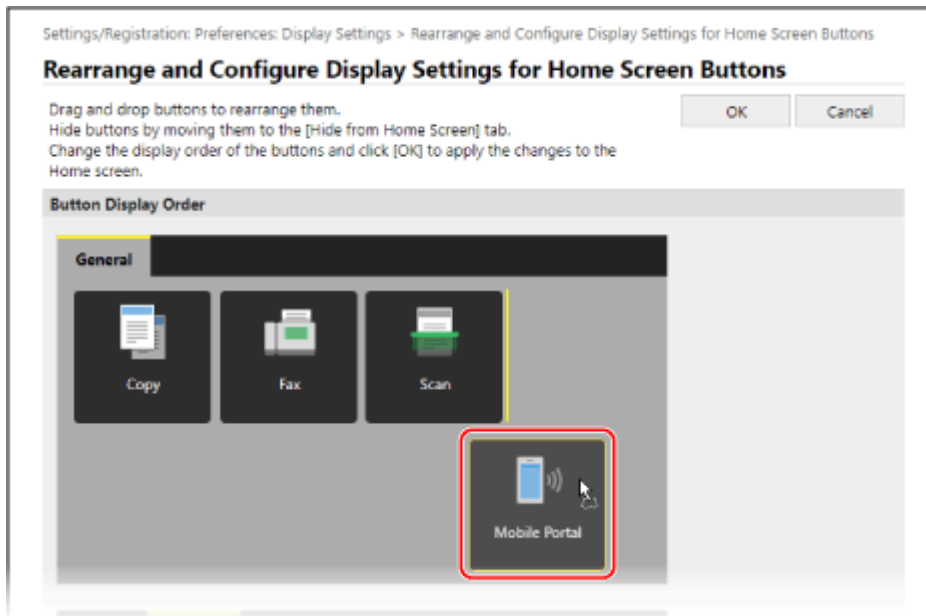 Settings/Registration: Preferences: Display Settings > Rearrange and Configure Display Settings for Home Screen Buttons
Rearrange and Configure Display Settings for Home Screen Buttons
Drag and drop buttons to rearrange them.
Hide buttons by moving them to the [Hide from Home Screen] tab.
Change the display order of the buttons and click [OK] to apply the changes to the
Home screen.
OK
Cancel
Button Display Order
General
Copy
Fax
Scan
Mobile Portal